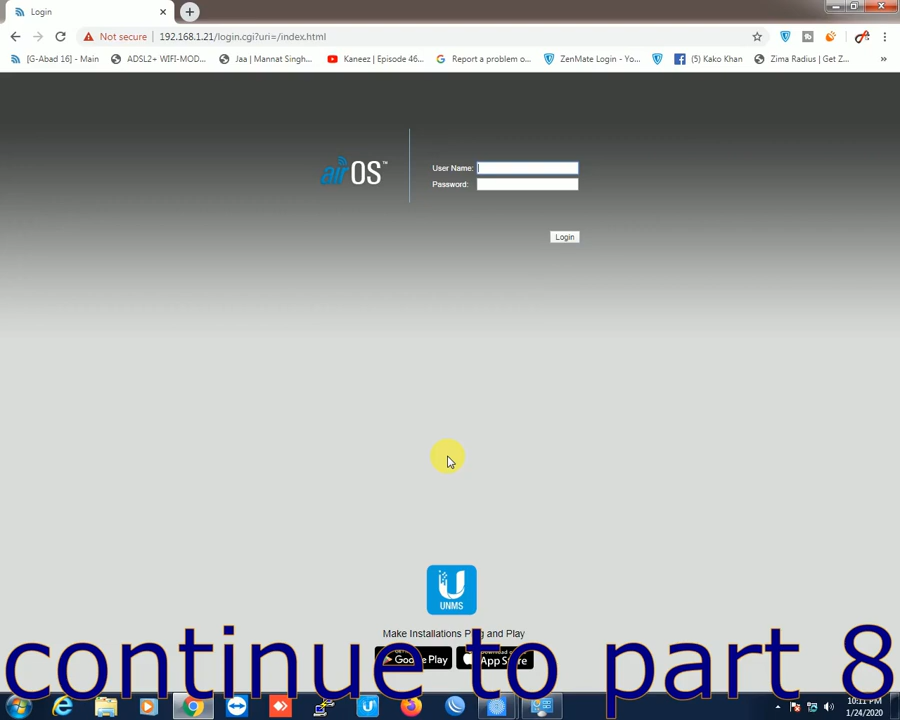 Login
Not secure | 192.168.1.21/login.cgi?uri=/index.html
[G-Abad 16] - Main ADSL2+ WIFI-MOD... Jaa | Mannat Singh... Kaneez | Episode 46... Report a problem o... ZenMate Login - Yo... (5) Kako Khan Zima Radius | Get Z...
airOS™
User Name:
Password:
Login
UNMS
Make Installations Plug and Play
Google Play App Store
continue to part 8
10:11 PM
1/24/2020